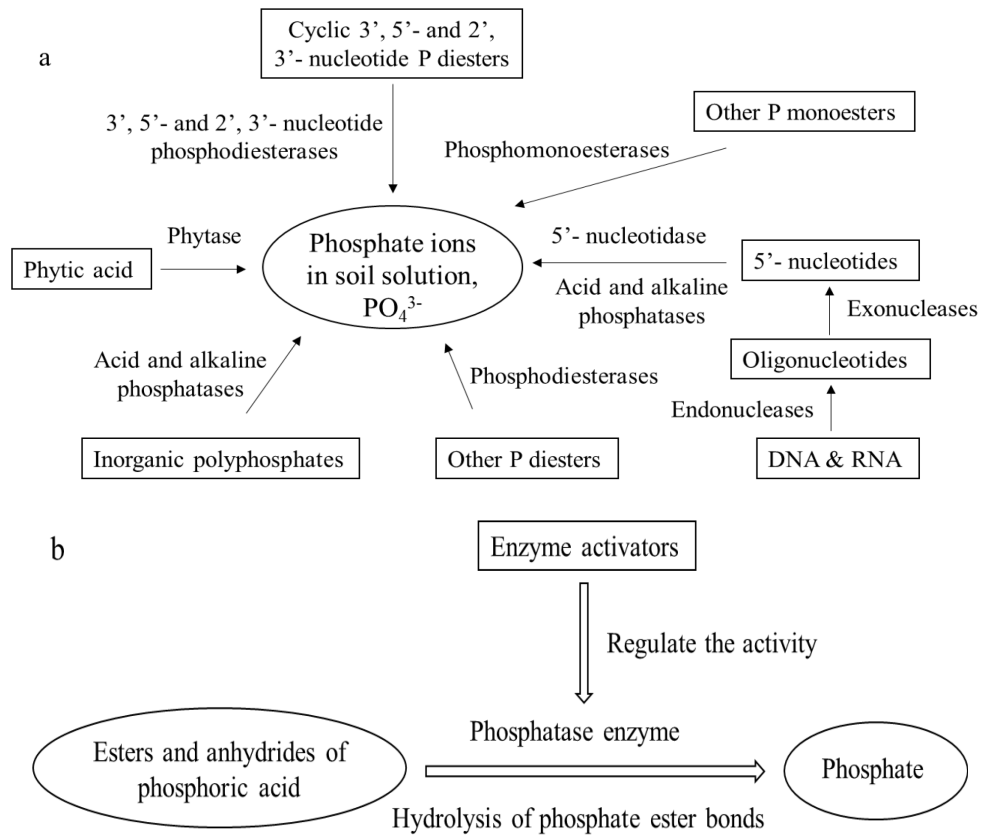 a
Cyclic 3’, 5’- and 2’,
3’- nucleotide P diesters
3’, 5’- and 2’, 3’- nucleotide
phosphodiesterases
Other P monoesters
Phosphomonoesterases
Phytic acid
Phytase
Phosphate ions
in soil solution,
PO₄³⁻
5’- nucleotidase
Acid and alkaline
phosphatases
5’- nucleotides
Exonucleases
Oligonucleotides
Endonucleases
DNA & RNA
Acid and alkaline
phosphatases
Inorganic polyphosphates
Phosphodiesterases
Other P diesters
b
Enzyme activators
Regulate the activity
Esters and anhydrides of
phosphoric acid
Phosphatase enzyme
Hydrolysis of phosphate ester bonds
Phosphate